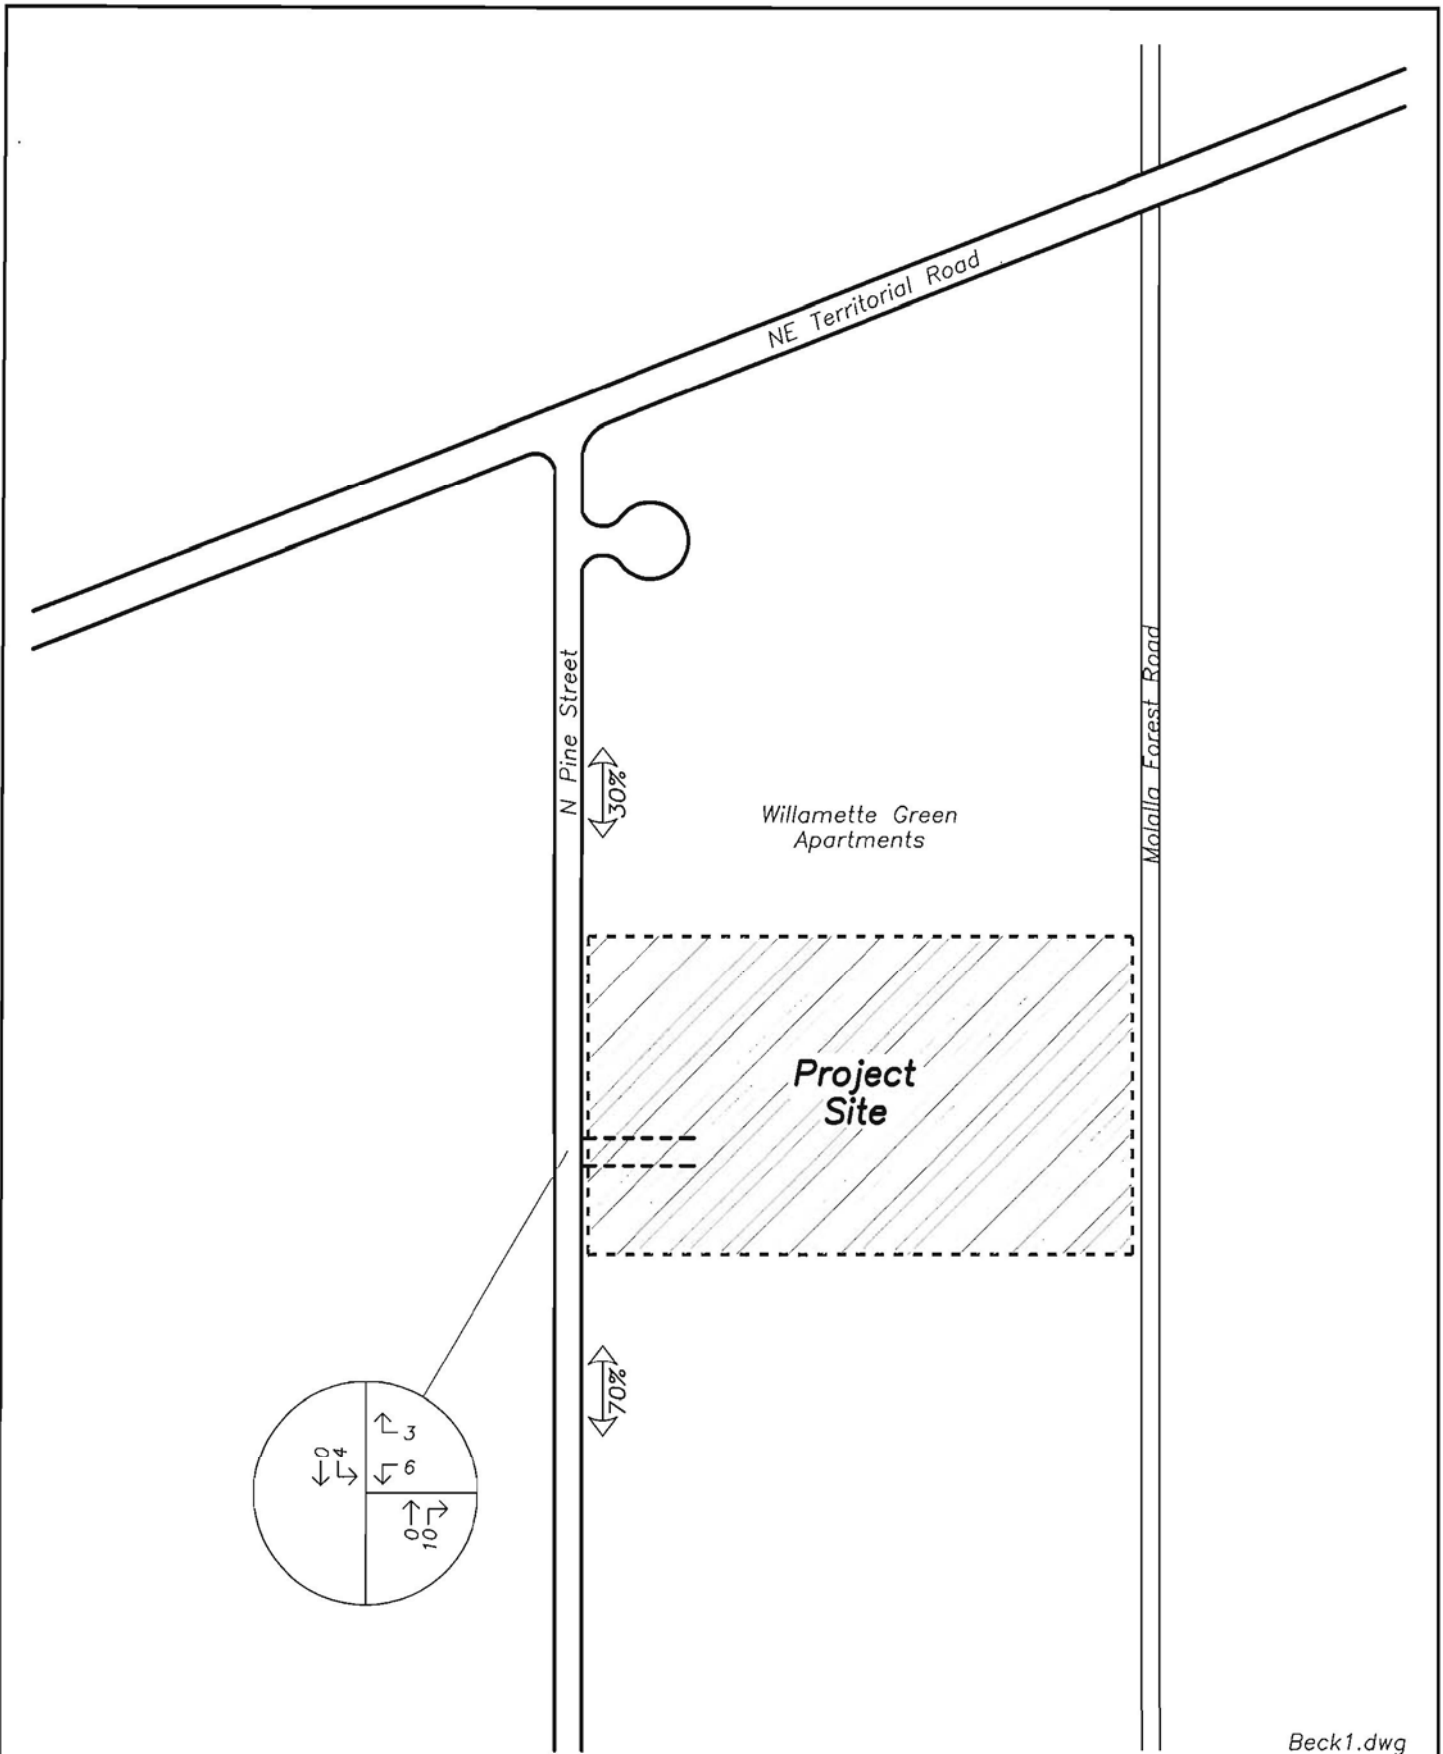 NE Territorial Road
N Pine Street
Molalla Forest Road
30%
Willamette Green
Apartments
Project
Site
70%
3
0
4
6
0
10
Beck1.dwg